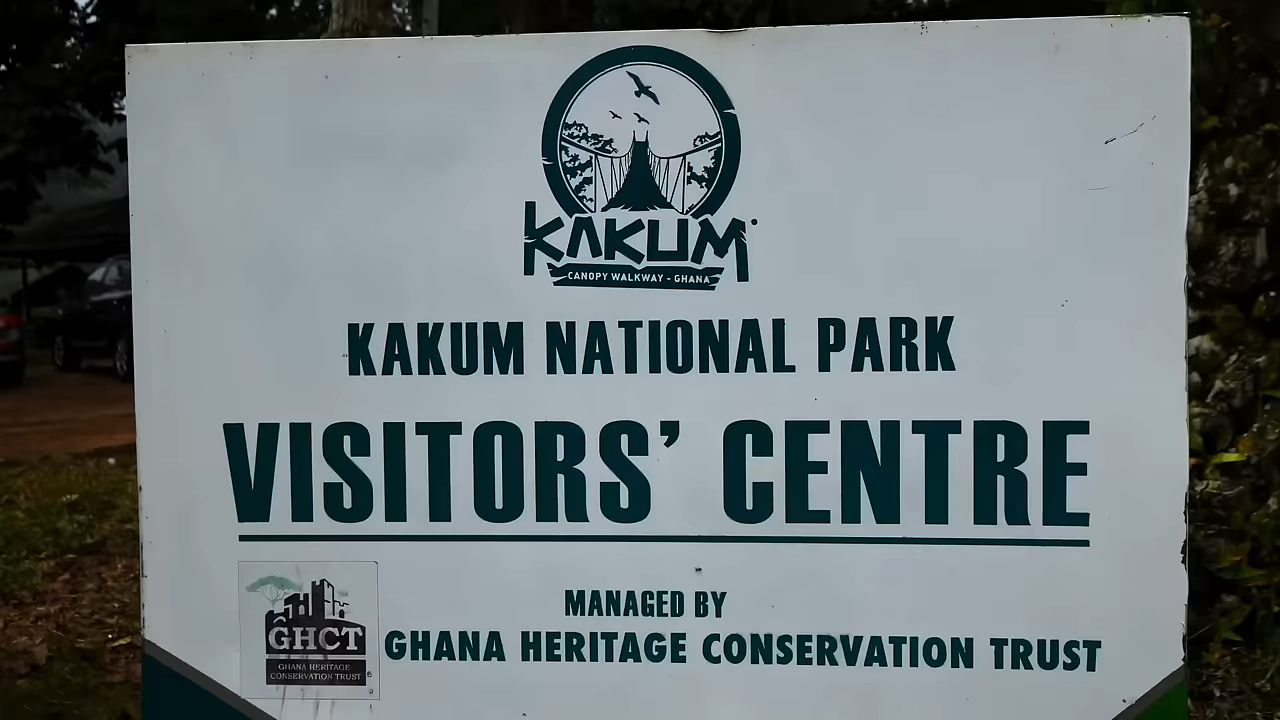 KAKUM
CANOPY WALKWAY - GHANA
KAKUM NATIONAL PARK
VISITORS' CENTRE
MANAGED BY
GHANA HERITAGE CONSERVATION TRUST
GHCT
GHANA HERITAGE
CONSERVATION TRUST